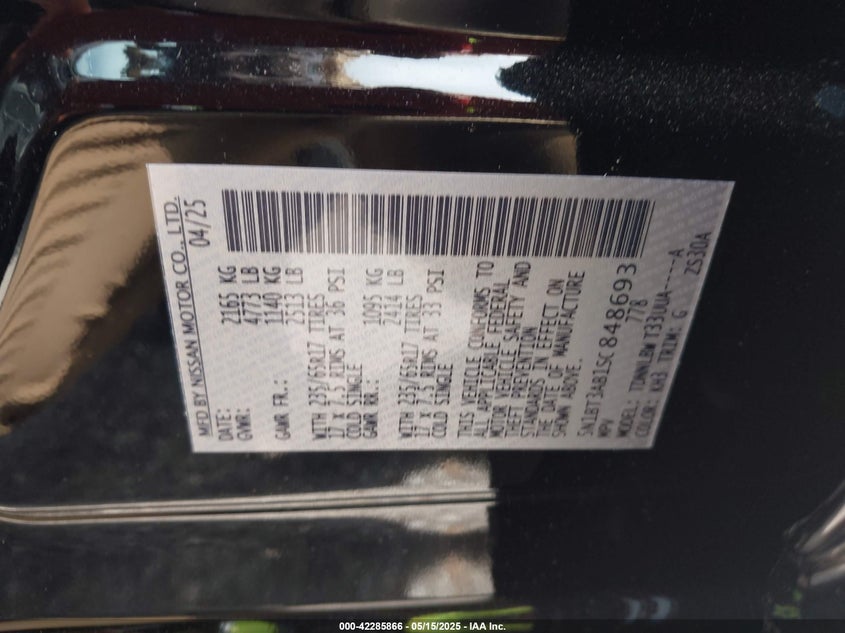 MFD BY NISSAN MOTOR CO., LTD.
DATE: 04/25
GVWR: 2165 KG
4773 LB
GAWR FR.: 1140 KG
2513 LB
WITH 235/65R17 TIRES
17 X 7.5 RIMS AT 36 PSI
COLD SINGLE
GAWR RR.: 1095 KG
2414 LB
WITH 235/65R17 TIRES
17 X 7.5 RIMS AT 33 PSI
COLD SINGLE
THIS VEHICLE CONFORMS TO
ALL APPLICABLE FEDERAL
MOTOR VEHICLE SAFETY AND
THEFT PREVENTION
STANDARDS IN EFFECT ON
THE DATE OF MANUFACTURE
SHOWN ABOVE.
5N1BT3AB1SC848693
MPV 778
MODEL: TDNNLBW T33UUA-----A
COLOR: KH3 TRIM: G ZS30A
000-42285866 - 05/15/2025 - IAA Inc.